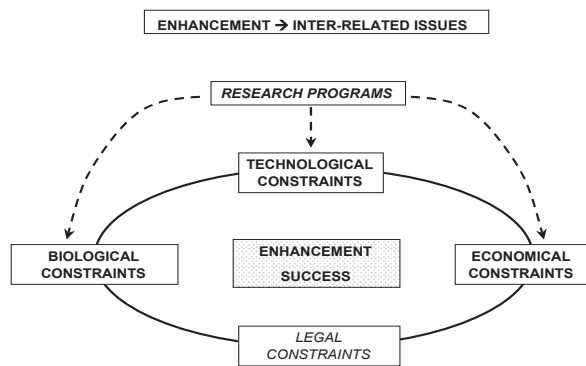 ENHANCEMENT → INTER-RELATED ISSUES
RESEARCH PROGRAMS
TECHNOLOGICAL
CONSTRAINTS
BIOLOGICAL
CONSTRAINTS
ENHANCEMENT
SUCCESS
ECONOMICAL
CONSTRAINTS
LEGAL
CONSTRAINTS